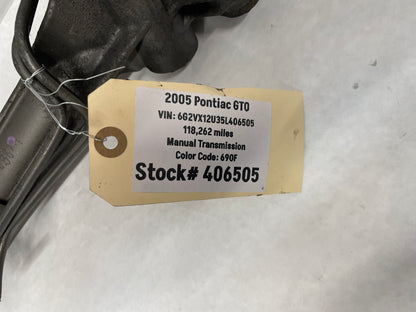 2005 Pontiac GTO
VIN: 6G2VX12U35L406505
118,262 miles
Manual Transmission
Color Code: 690F
Stock# 406505